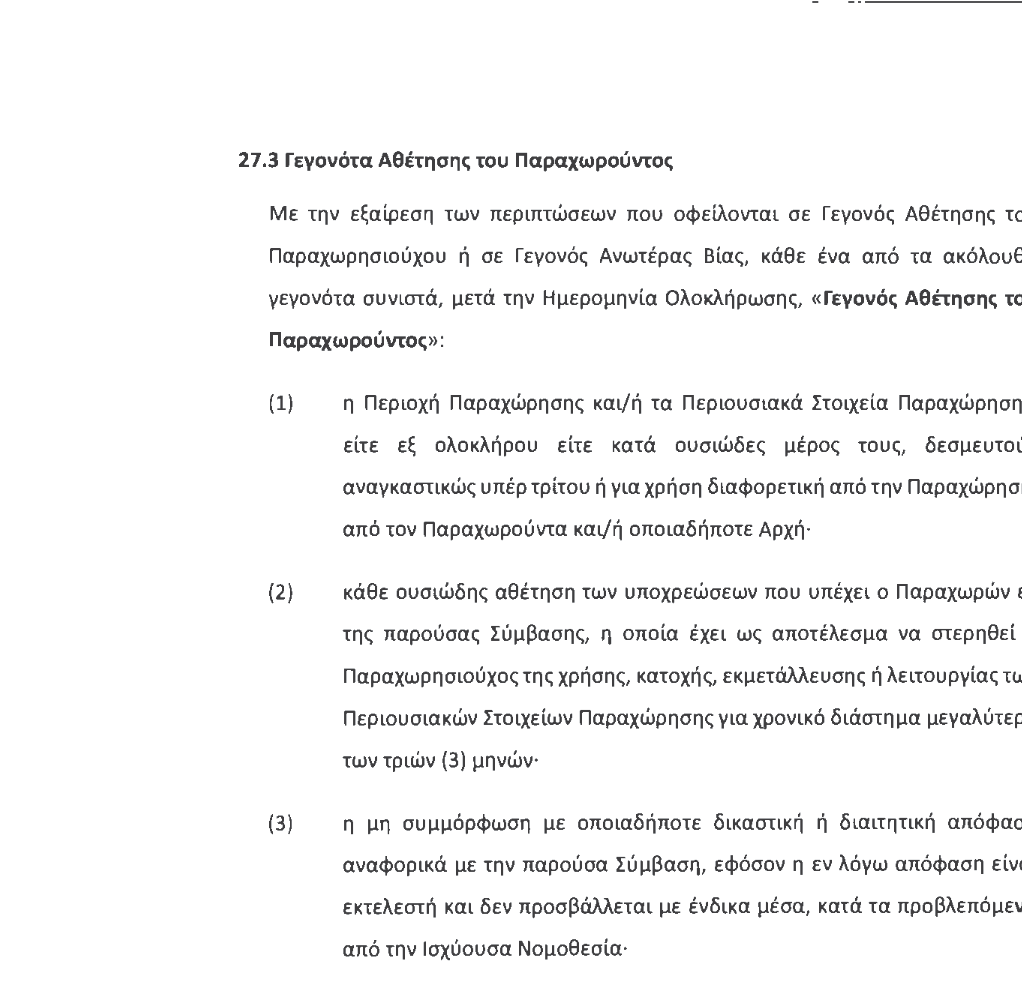 27.3 Γεγονότα Αθέτησης του Παραχωρούντος
Με την εξαίρεση των περιπτώσεων που οφείλονται σε Γεγονός Αθέτησης
Παραχωρησιούχου ή σε Γεγονός Ανωτέρας Βίας, κάθε ένα από τα
γεγονότα συνιστά, μετά την Ημερομηνία Ολοκλήρωσης, «Γεγονός Αθέτησης
Παραχωρούντος»:
(1) η Περιοχή Παραχώρησης και/ή τα Περιουσιακά Στοιχεία
είτε εξ ολοκλήρου είτε κατά ουσιώδες μέρος τους,
αναγκαστικώς υπέρ τρίτου ή για χρήση διαφορετική από την
από τον Παραχωρούντα και/ή οποιαδήποτε Αρχή·
(2) κάθε ουσιώδης αθέτηση των υποχρεώσεων που υπέχει ο Παραχωρών
της παρούσας Σύμβασης, η οποία έχει ως αποτέλεσμα να στερηθεί
Παραχωρησιούχος της χρήσης, κατοχής, εκμετάλλευσης ή λειτουργίας
Περιουσιακών Στοιχείων Παραχώρησης για χρονικό διάστημα
των τριών (3) μηνών·
(3) η μη συμμόρφωση με οποιαδήποτε δικαστική ή διαιτητική
αναφορικά με την παρούσα Σύμβαση, εφόσον η εν λόγω απόφαση
εκτελεστή και δεν προσβάλλεται με ένδικα μέσα, κατά τα
από την Ισχύουσα Νομοθεσία·